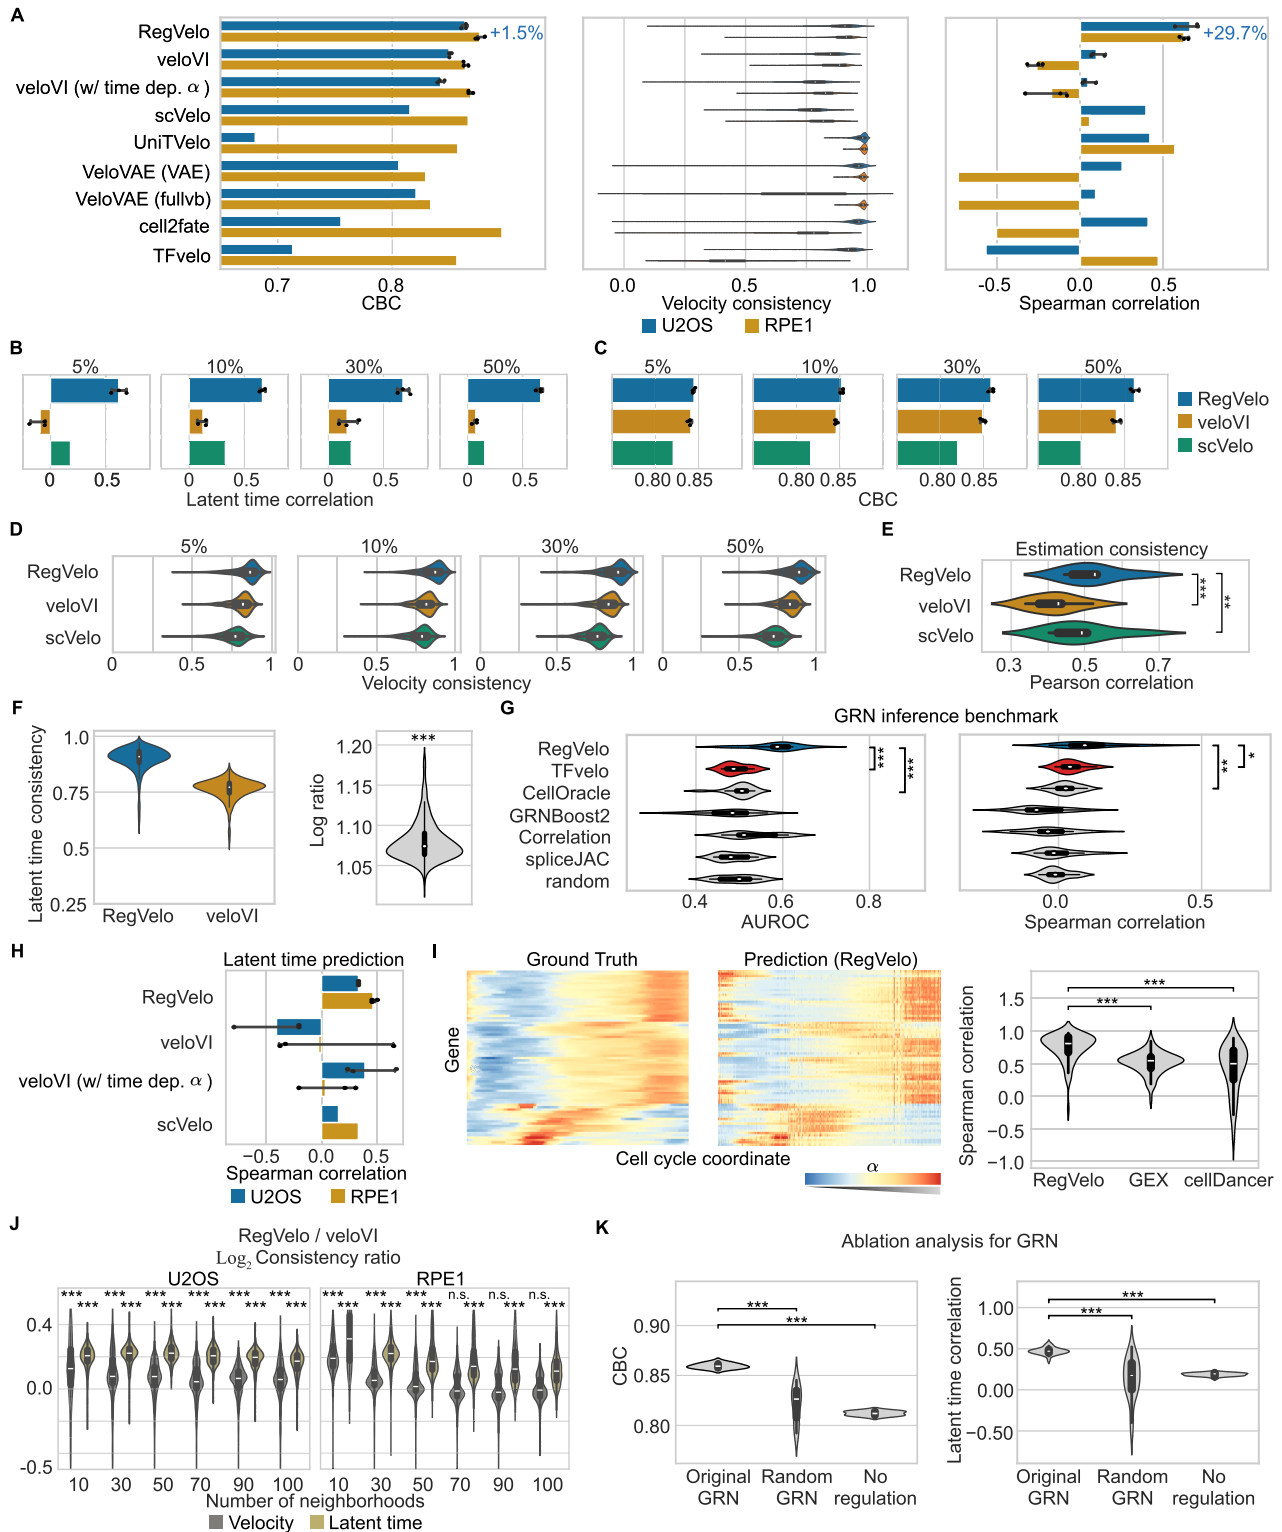 A
RegVelo
veloVI
veloVI (w/ time dep. α )
scVelo
UniTVelo
VeloVAE (VAE)
VeloVAE (fullvb)
cell2fate
TFvelo
+1.5%
+29.7%
0.7 0.8
CBC
0.0 0.5 1.0
Velocity consistency
-0.5 0.0 0.5
Spearman correlation
U2OS RPE1
B
5% 10% 30% 50%
0 0.5 0 0.5 0 0.5 0 0.5
Latent time correlation
C
5% 10% 30% 50%
0.80 0.85 0.80 0.85 0.80 0.85 0.80 0.85
CBC
RegVelo
veloVI
scVelo
D
5% 10% 30% 50%
RegVelo
veloVI
scVelo
0 0.5 1 0 0.5 1 0 0.5 1 0 0.5 1
Velocity consistency
E
Estimation consistency
RegVelo
veloVI
scVelo
***
**
0.3 0.5 0.7
Pearson correlation
F
Latent time consistency
1.0
0.75
0.5
0.25
RegVelo veloVI
Log ratio
***
1.20
1.10
1.05
G
GRN inference benchmark
RegVelo
TFvelo
CellOracle
GRNBoost2
Correlation
spliceJAC
random
***
***
**
*
0.4 0.6 0.8
AUROC
0.0 0.5
Spearman correlation
H
Latent time prediction
RegVelo
veloVI
veloVI (w/ time dep. α )
scVelo
−0.5 0.0 0.5
Spearman correlation
U2OS RPE1
I
Ground Truth
Prediction (RegVelo)
Gene
Cell cycle coordinate
α
Spearman correlation
***
***
1.5
1.0
0.5
0.0
−0.5
−1.0
RegVelo GEX cellDancer
J
RegVelo / veloVI
Log2 Consistency ratio
U2OS RPE1
*** *** *** *** *** *** *** *** *** n.s. n.s. n.s.
*** *** *** *** *** *** *** *** *** *** *** ***
0.4
0.0
-0.5
10 30 50 70 90 100 10 30 50 70 90 100
Number of neighborhoods
Velocity Latent time
K
Ablation analysis for GRN
CBC
***
***
0.90
0.85
0.80
Original GRN
Random GRN
No regulation
Latent time correlation
***
***
1.00
0.50
0.00
−0.50
Original GRN
Random GRN
No regulation